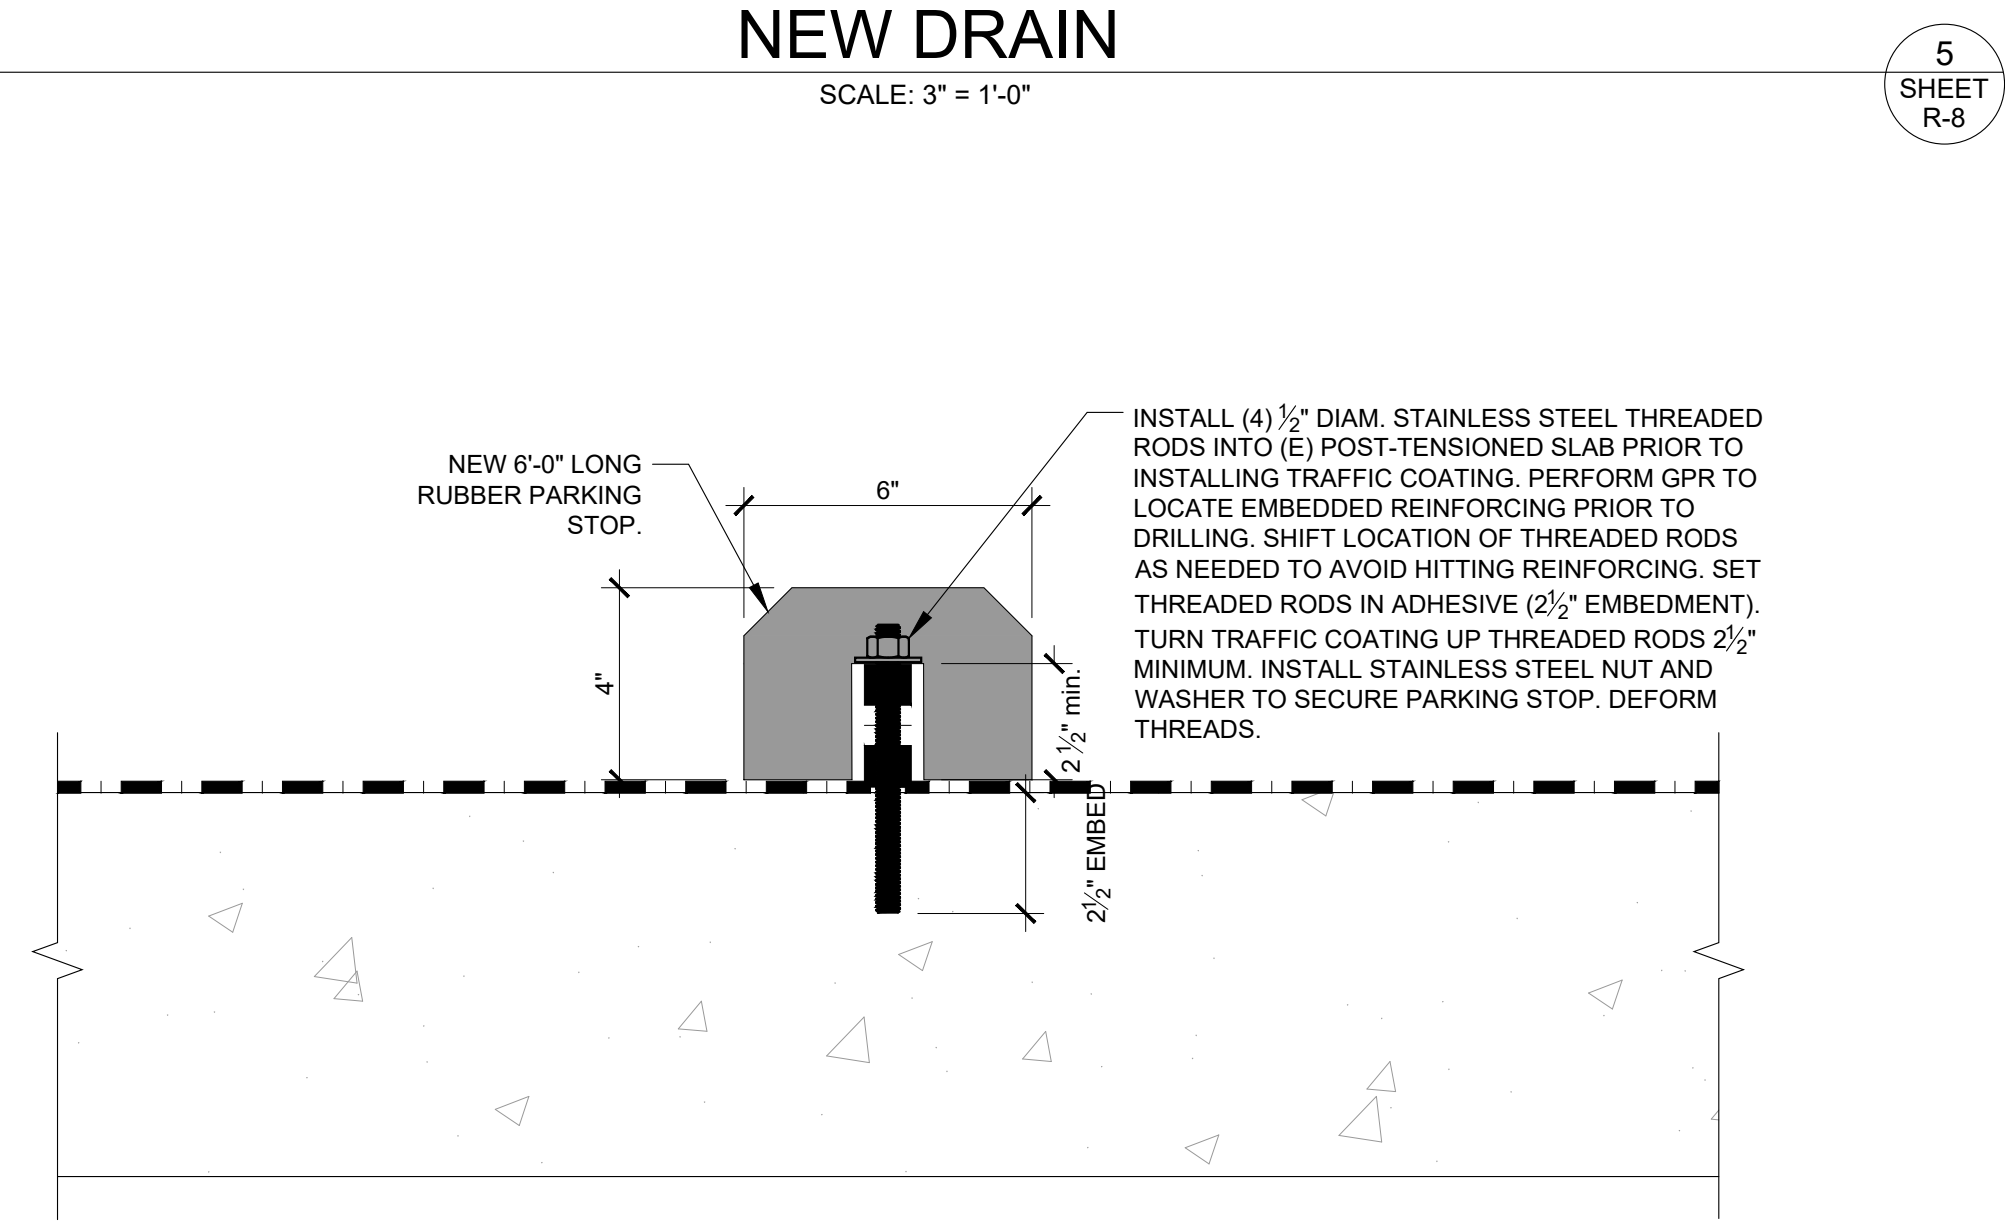 NEW DRAIN
SCALE: 3" = 1'-0"
5
SHEET
R-8
NEW 6'-0" LONG
RUBBER PARKING
STOP.
6"
4"
INSTALL (4) ½" DIAM. STAINLESS STEEL THREADED
RODS INTO (E) POST-TENSIONED SLAB PRIOR TO
INSTALLING TRAFFIC COATING. PERFORM GPR TO
LOCATE EMBEDDED REINFORCING PRIOR TO
DRILLING. SHIFT LOCATION OF THREADED RODS
AS NEEDED TO AVOID HITTING REINFORCING. SET
THREADED RODS IN ADHESIVE (2½" EMBEDMENT).
TURN TRAFFIC COATING UP THREADED RODS 2½"
MINIMUM. INSTALL STAINLESS STEEL NUT AND
WASHER TO SECURE PARKING STOP. DEFORM
THREADS.
2½" min.
2½" EMBED